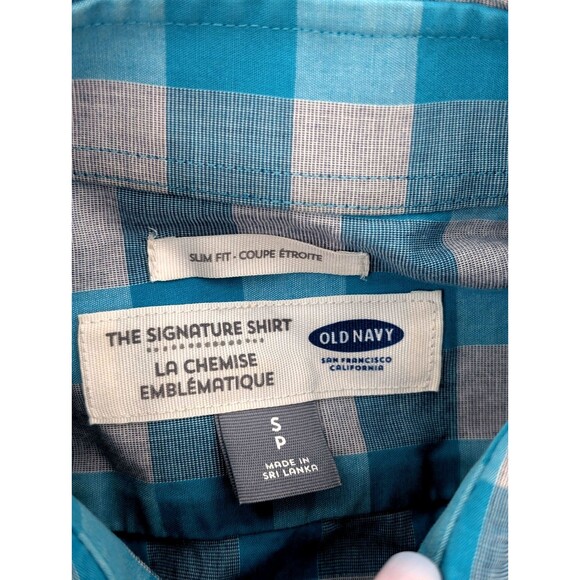 SLIM FIT - COUPE ÉTROITE
THE SIGNATURE SHIRT
LA CHEMISE
EMBLÉMATIQUE
OLD NAVY
SAN FRANCISCO
CALIFORNIA
S
P
MADE IN
SRI LANKA